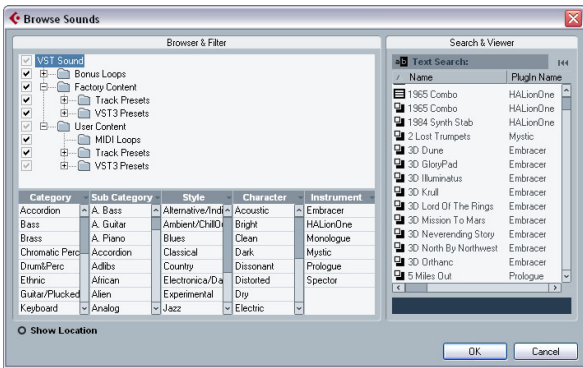 Browse Sounds
Browser & Filter
VST Sound
Bonus Loops
Factory Content
Track Presets
VST3 Presets
User Content
MIDI Loops
Track Presets
VST3 Presets
Category Sub Category Style Character Instrument
Accordion A. Bass Alternative/Indi Acoustic Embracer
Bass A. Guitar Ambient/ChillO Bright HALionOne
Brass A. Piano Blues Clean Monologue
Chromatic Perc Accordion Classical Dark Mystic
Drum&Perc Adlibs Country Dissonant Prologue
Ethnic African Electronica/Da Distorted Spector
Guitar/Plucked Alien Experimental Dry
Keyboard Analog Jazz Electric
Search & Viewer
ab Text Search:
/ Name PlugIn Name
1965 Combo HALionOne
1965 Combo HALionOne
1984 Synth Stab HALionOne
2 Lost Trumpets Mystic
3D Dune Embracer
3D GloryPad Embracer
3D Illuminatus Embracer
3D Krull Embracer
3D Lord Of The Rings Embracer
3D Mission To Mars Embracer
3D Neverending Story Embracer
3D North By Northwest Embracer
3D Orthanc Embracer
5 Miles Out Prologue
Show Location
OK Cancel